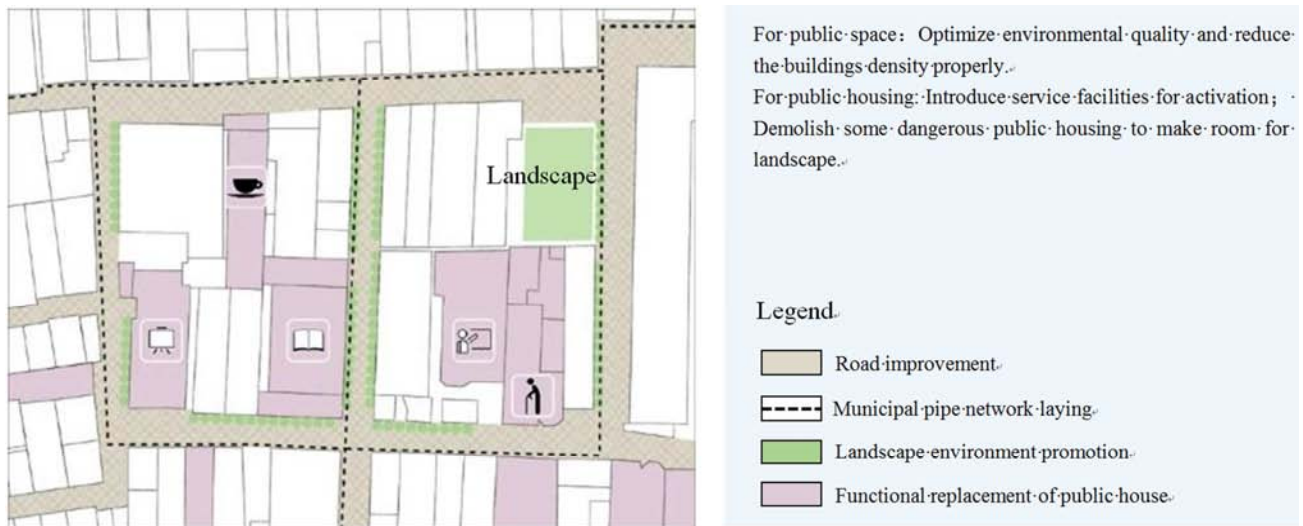 For public space：Optimize environmental quality and reduce
the buildings density properly.
For public housing: Introduce service facilities for activation；
Demolish some dangerous public housing to make room for
landscape.
Landscape
Legend
Road improvement
Municipal pipe network laying
Landscape environment promotion
Functional replacement of public house